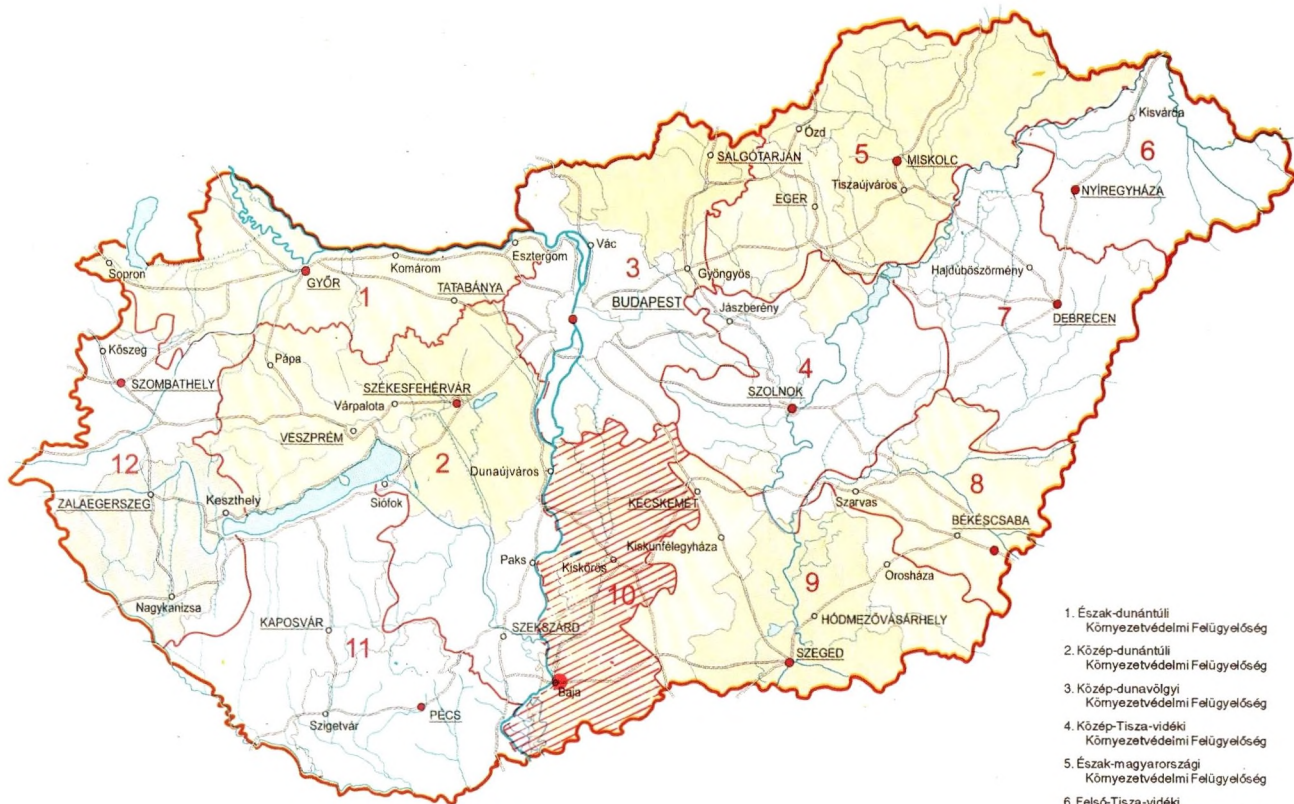 Ózd
Kisvárda
SALGÓTARJÁN
5
MISKOLC
6
Tiszaújváros
NYÍREGYHÁZA
EGER
Esztergom
Vác
3
Sopron
Komárom
Gyöngyös
Hajdúböszörmény
GYŐR
1
TATABÁNYA
BUDAPEST
Jászberény
7
DEBRECEN
Kőszeg
Pápa
4
SZOMBATHELY
SZÉKESFEHÉRVÁR
SZOLNOK
Várpalota
VESZPRÉM
12
2
Dunaújváros
8
ZALAEGERSZEG
Keszthely
Siófok
KECSKEMÉT
Szarvas
BÉKÉSCSABA
Kiskunfélegyháza
Paks
Kiskőrös
Orosháza
Nagykanizsa
10
9
KAPOSVÁR
11
SZEKSZÁRD
HÓDMEZŐVÁSÁRHELY
SZEGED
Baja
Szigetvár
PÉCS
1. Észak-dunántúli
Környezetvédelmi Felügyelőség
2. Közép-dunántúli
Környezetvédelmi Felügyelőség
3. Közép-dunavölgyi
Környezetvédelmi Felügyelőség
4. Közép-Tisza-vidéki
Környezetvédelmi Felügyelőség
5. Észak-magyarországi
Környezetvédelmi Felügyelőség
6. Felső-Tisza-vidéki